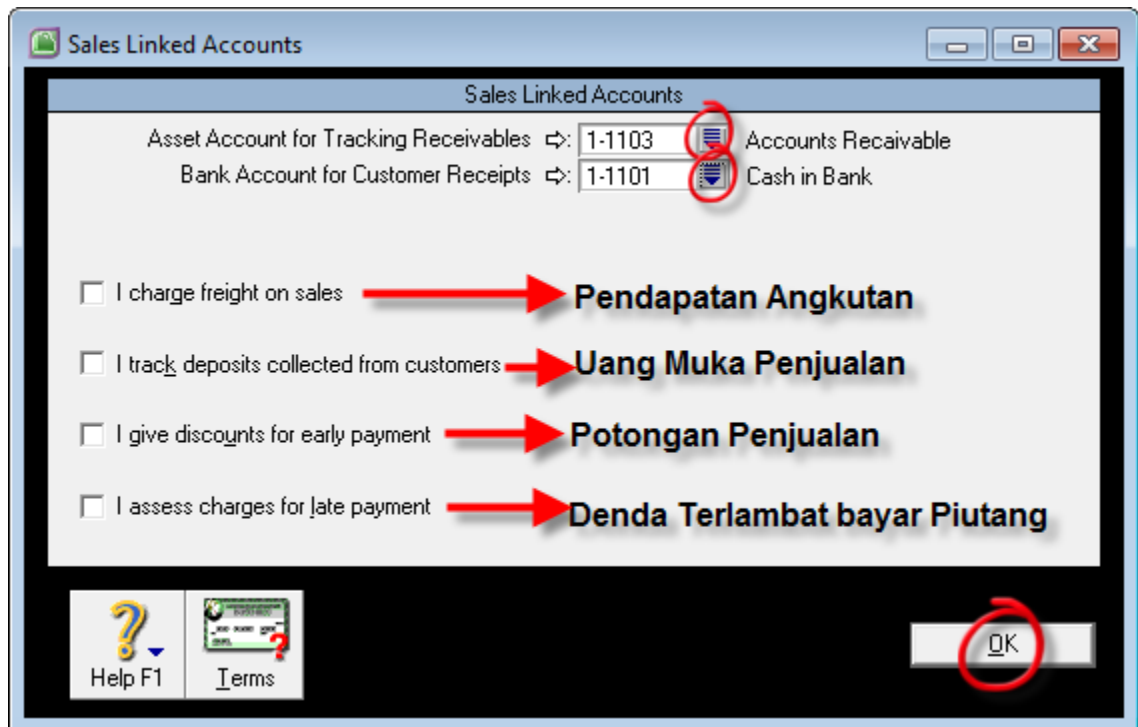 Sales Linked Accounts
Sales Linked Accounts
Asset Account for Tracking Receivables ⇨: 1-1103 Accounts Recaivable
Bank Account for Customer Receipts ⇨: 1-1101 Cash in Bank
I charge freight on sales Pendapatan Angkutan
I track deposits collected from customers Uang Muka Penjualan
I give discounts for early payment Potongan Penjualan
I assess charges for late payment Denda Terlambat bayar Piutang
Help F1 Terms OK